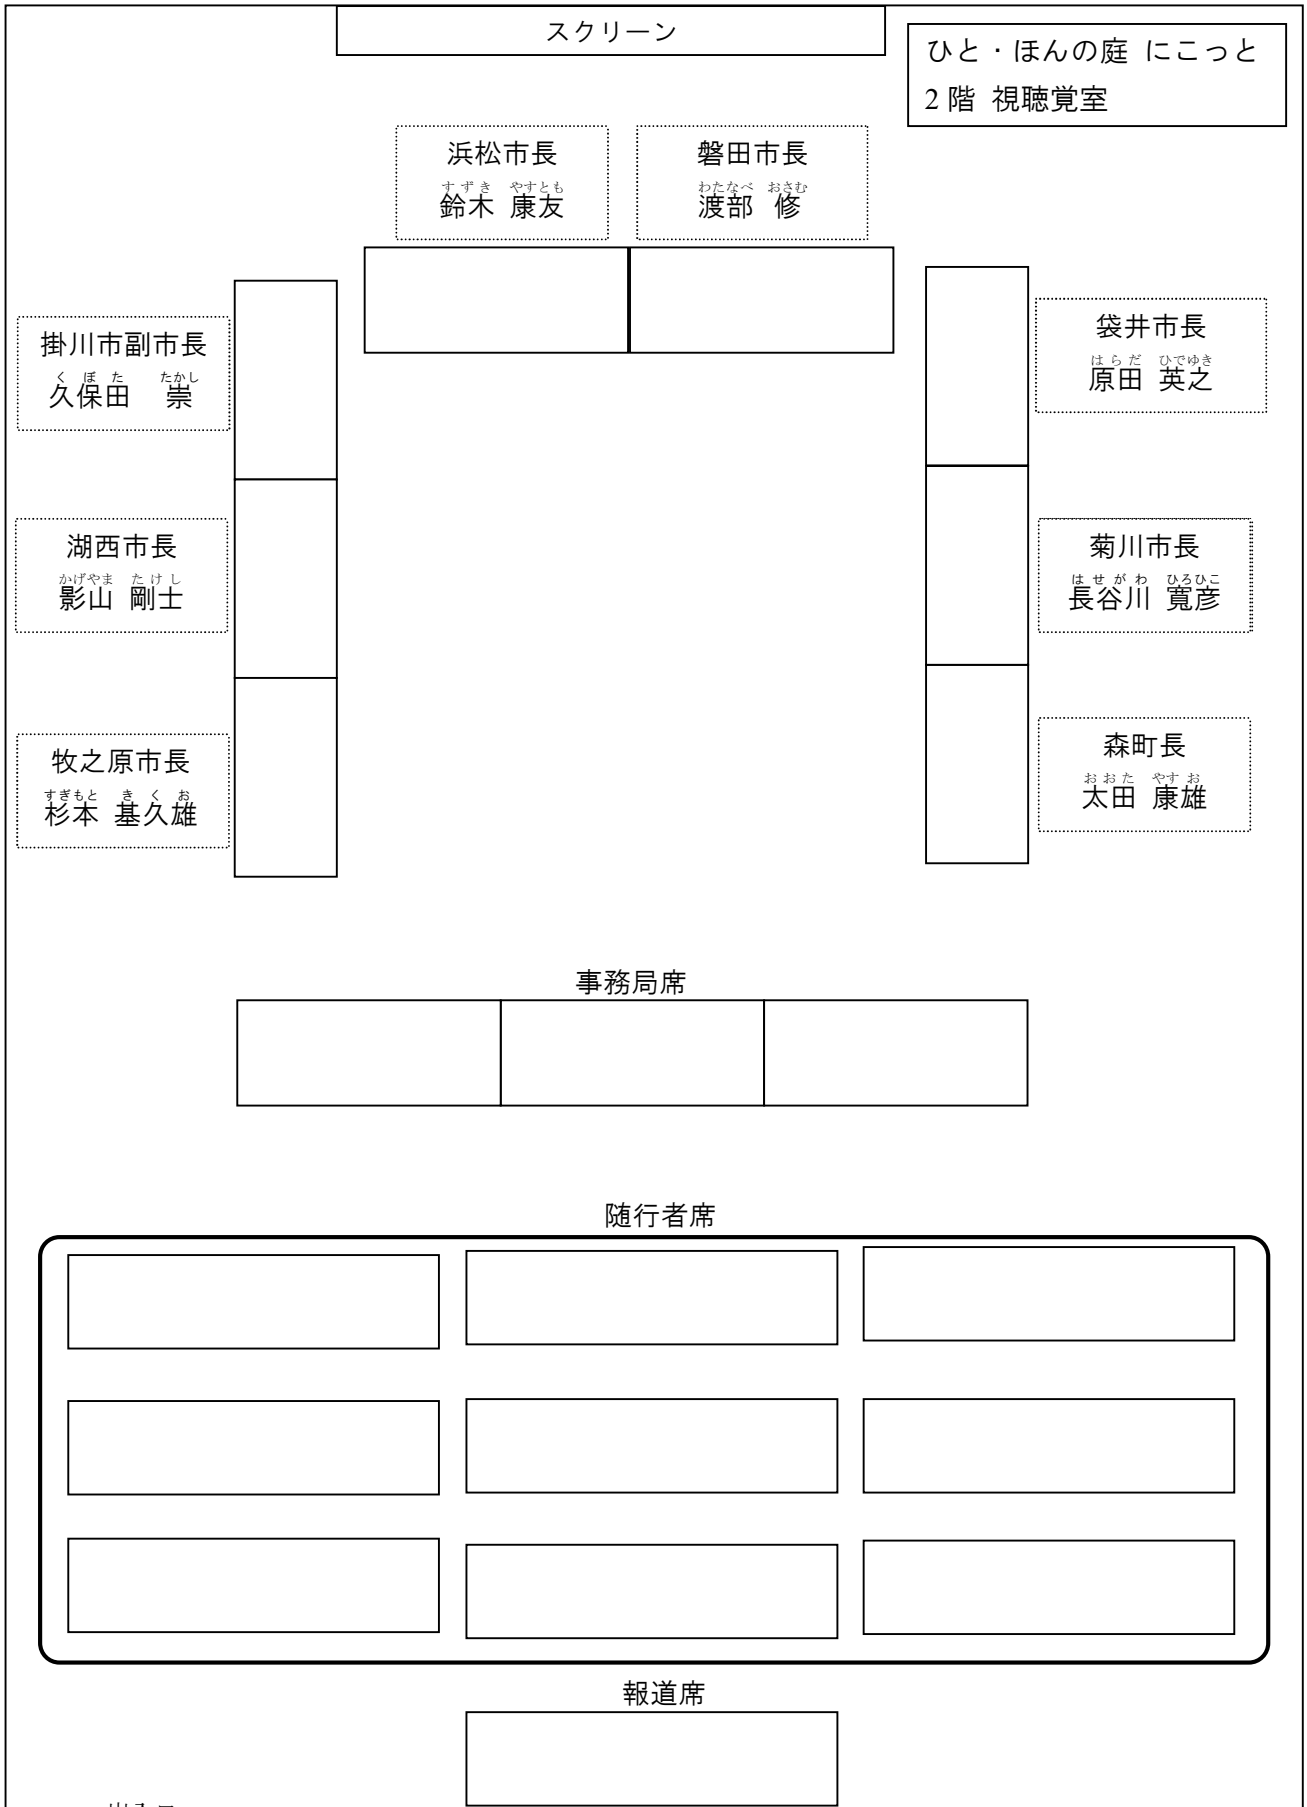 スクリーン
ひと・ほんの庭 にこっと
2階 視聴覚室
浜松市長
すずき やすとも
鈴木 康友
磐田市長
わたなべ おさむ
渡部 修
掛川市副市長
くぼた たかし
久保田 崇
袋井市長
はらだ ひでゆき
原田 英之
湖西市長
かげやま たけし
影山 剛士
菊川市長
はせがわ ひろひこ
長谷川 寬彦
牧之原市長
すぎもと きくお
杉本 基久雄
森町長
おおた やすお
太田 康雄
事務局席
随行者席
報道席